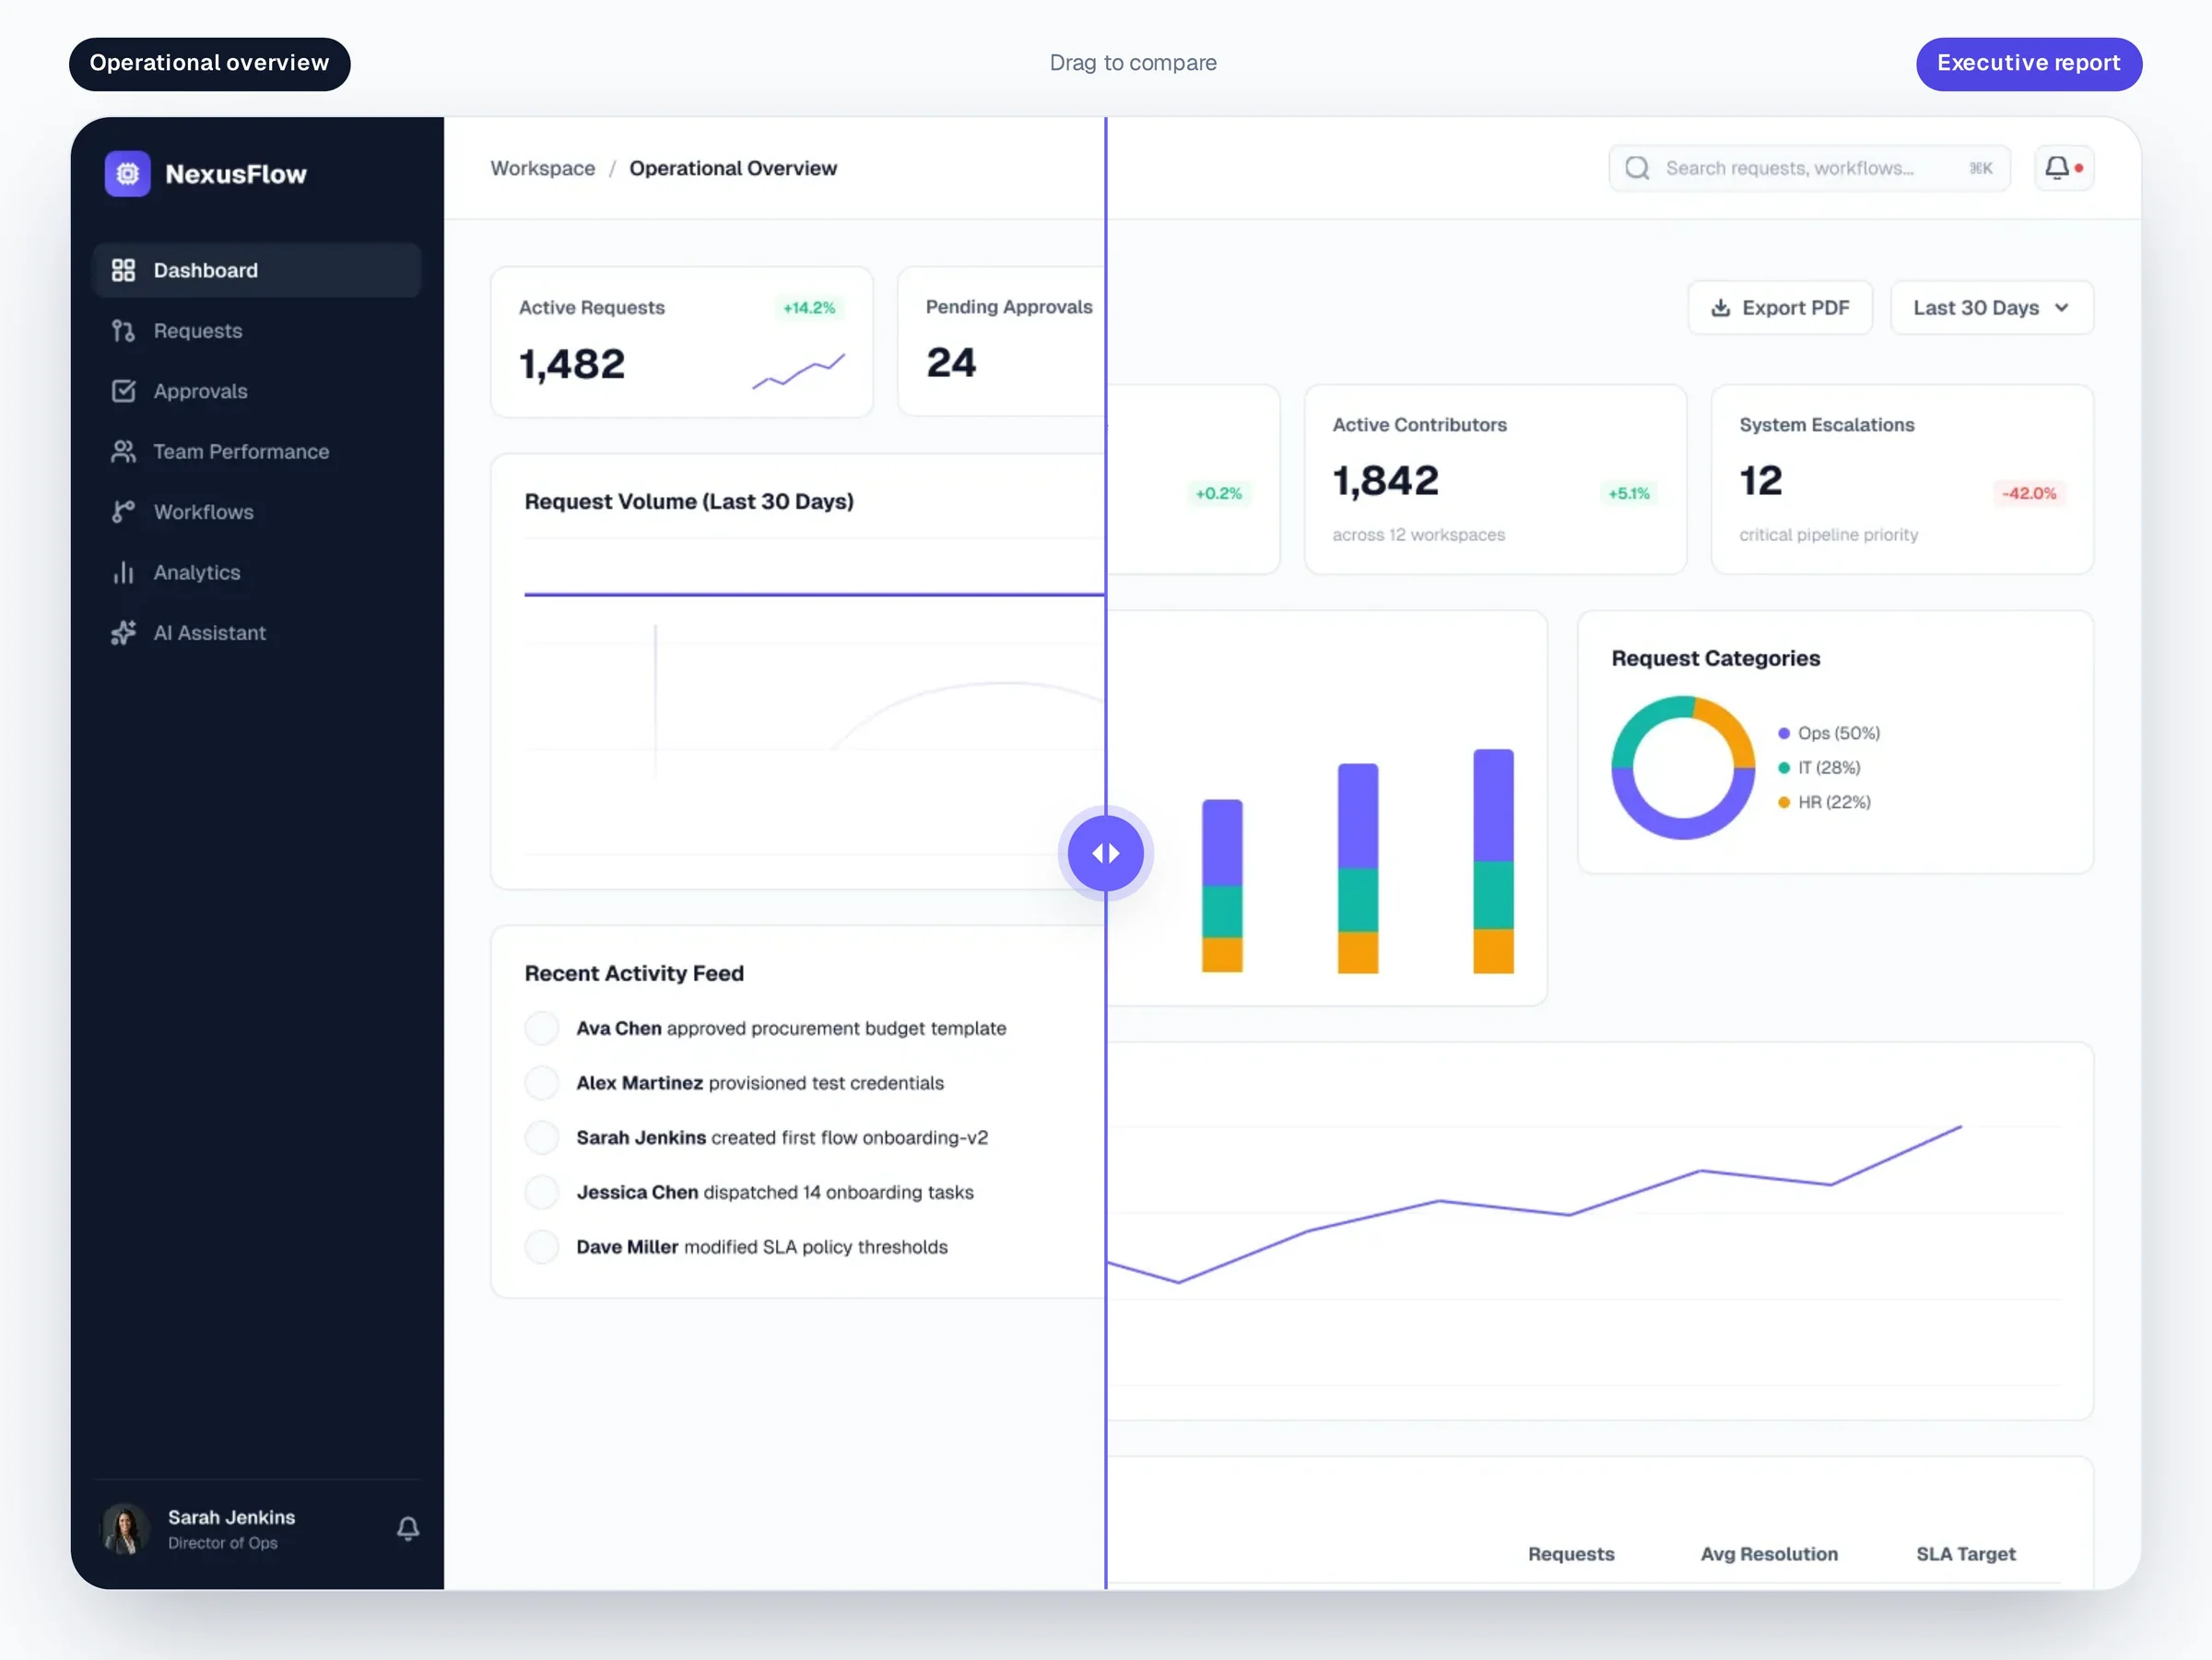 Operational overview
Drag to compare
Executive report
NexusFlow
Workspace / Operational Overview
Search requests, workflows... ⌘K
Dashboard
Requests
Approvals
Team Performance
Workflows
Analytics
AI Assistant
Sarah Jenkins
Director of Ops
Active Requests
+14.2%
1,482
Pending Approvals
24
Request Volume (Last 30 Days)
Recent Activity Feed
Ava Chen approved procurement budget template
Alex Martinez provisioned test credentials
Sarah Jenkins created first flow onboarding-v2
Jessica Chen dispatched 14 onboarding tasks
Dave Miller modified SLA policy thresholds
Export PDF
Last 30 Days
+0.2%
Active Contributors
1,842
+5.1%
across 12 workspaces
System Escalations
12
-42.0%
critical pipeline priority
Request Categories
Ops (50%)
IT (28%)
HR (22%)
Requests Avg Resolution SLA Target